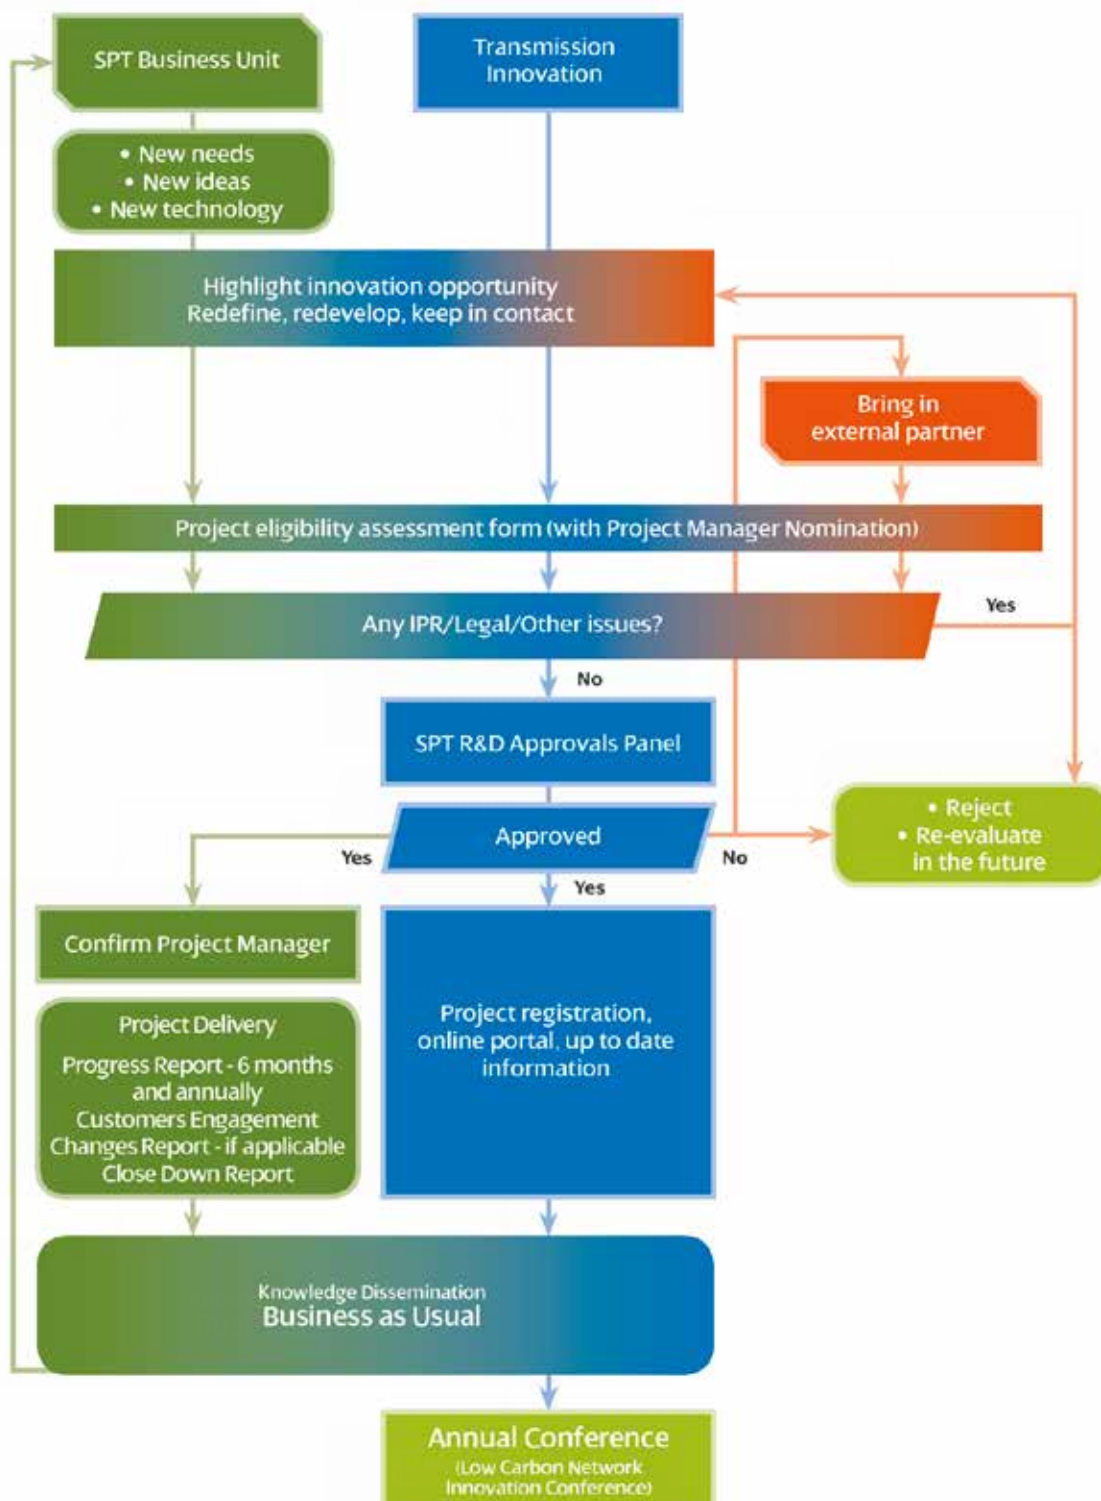 SPT Business Unit
Transmission
Innovation
• New needs
• New ideas
• New technology
Highlight innovation opportunity
Redefine, redevelop, keep in contact
Bring in
external partner
Project eligibility assessment form (with Project Manager Nomination)
Any IPR/Legal/Other issues?
Yes
No
SPT R&D Approvals Panel
Approved
Yes
No
Yes
• Reject
• Re-evaluate
in the future
Confirm Project Manager
Project Delivery
Progress Report - 6 months
and annually
Customers Engagement
Changes Report - if applicable
Close Down Report
Project registration,
online portal, up to date
information
Knowledge Dissemination
Business as Usual
Annual Conference
(Low Carbon Network
Innovation Conference)